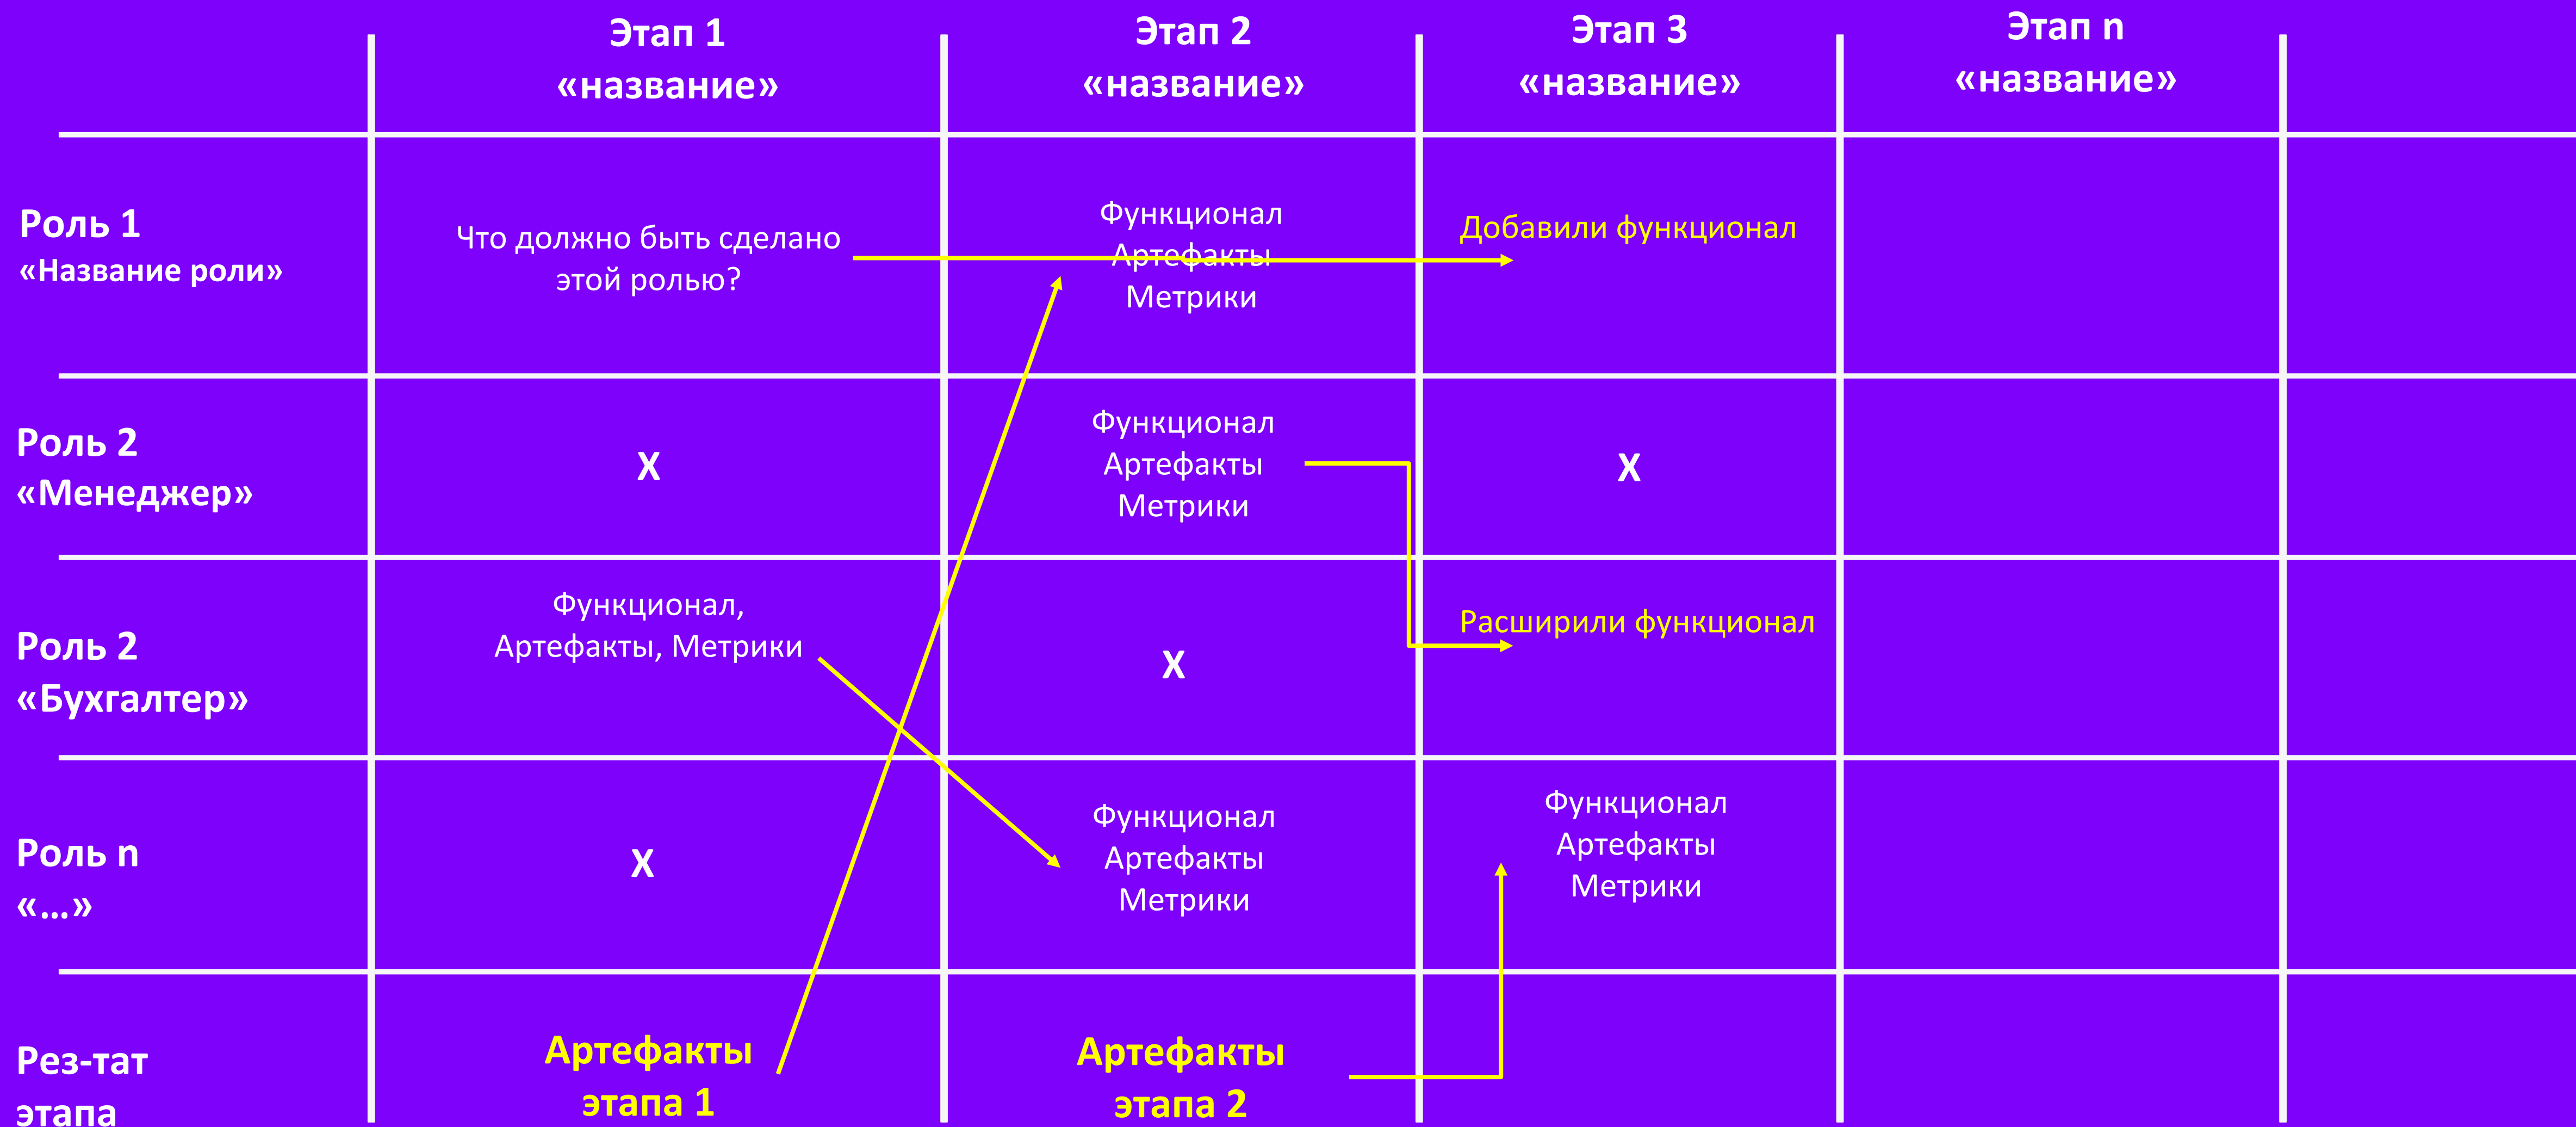 Этап 1
«название»
Этап 2
«название»
Этап 3
«название»
Этап n
«название»
Роль 1
«Название роли»
Что должно быть сделано
этой ролью?
Функционал
Артефакты
Метрики
Добавили функционал
Роль 2
«Менеджер»
X
Функционал
Артефакты
Метрики
X
Роль 2
«Бухгалтер»
Функционал,
Артефакты, Метрики
X
Расширили функционал
Роль n
«...»
X
Функционал
Артефакты
Метрики
Функционал
Артефакты
Метрики
Рез-тат
этапа
Артефакты
этапа 1
Артефакты
этапа 2